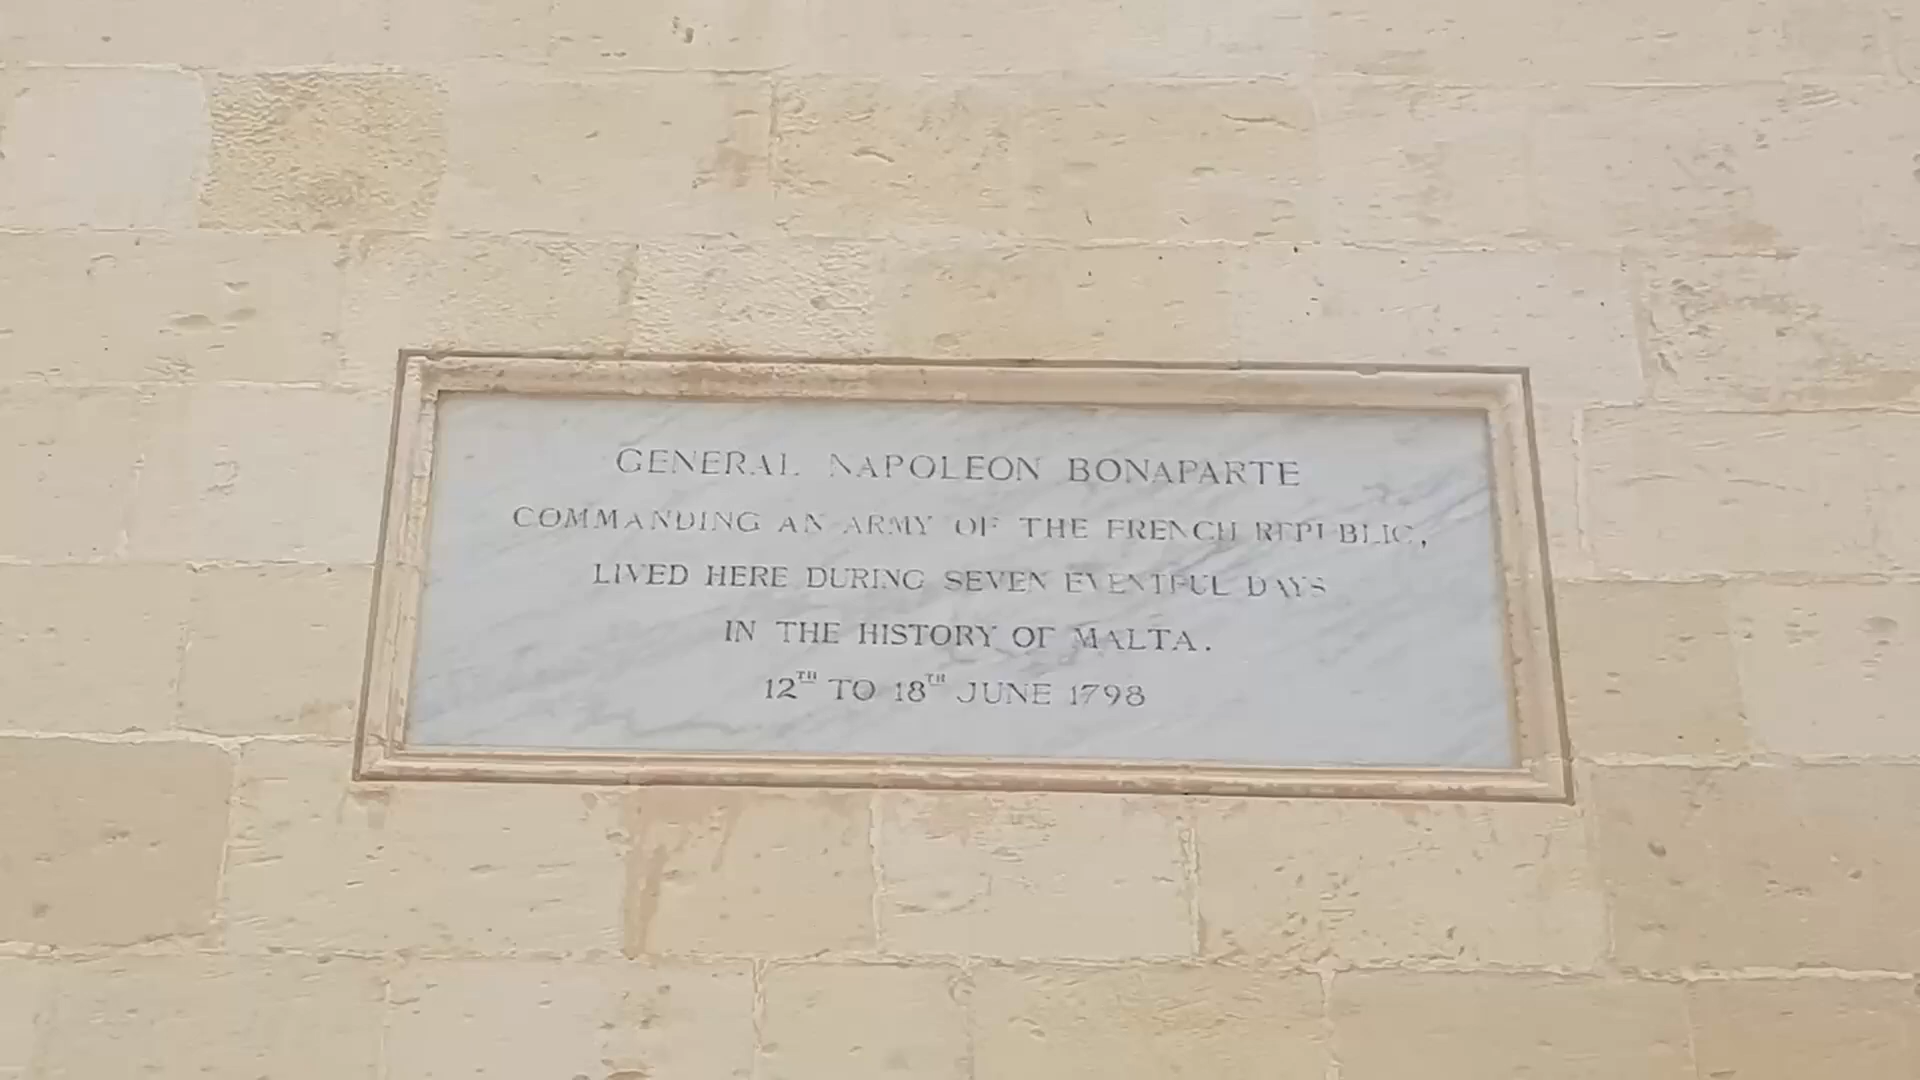 GENERAL NAPOLEON BONAPARTE
COMMANDING AN ARMY OF THE FRENCH REPUBLIC,
LIVED HERE DURING SEVEN EVENTFUL DAYS
IN THE HISTORY OF MALTA.
12TH TO 18TH JUNE 1798